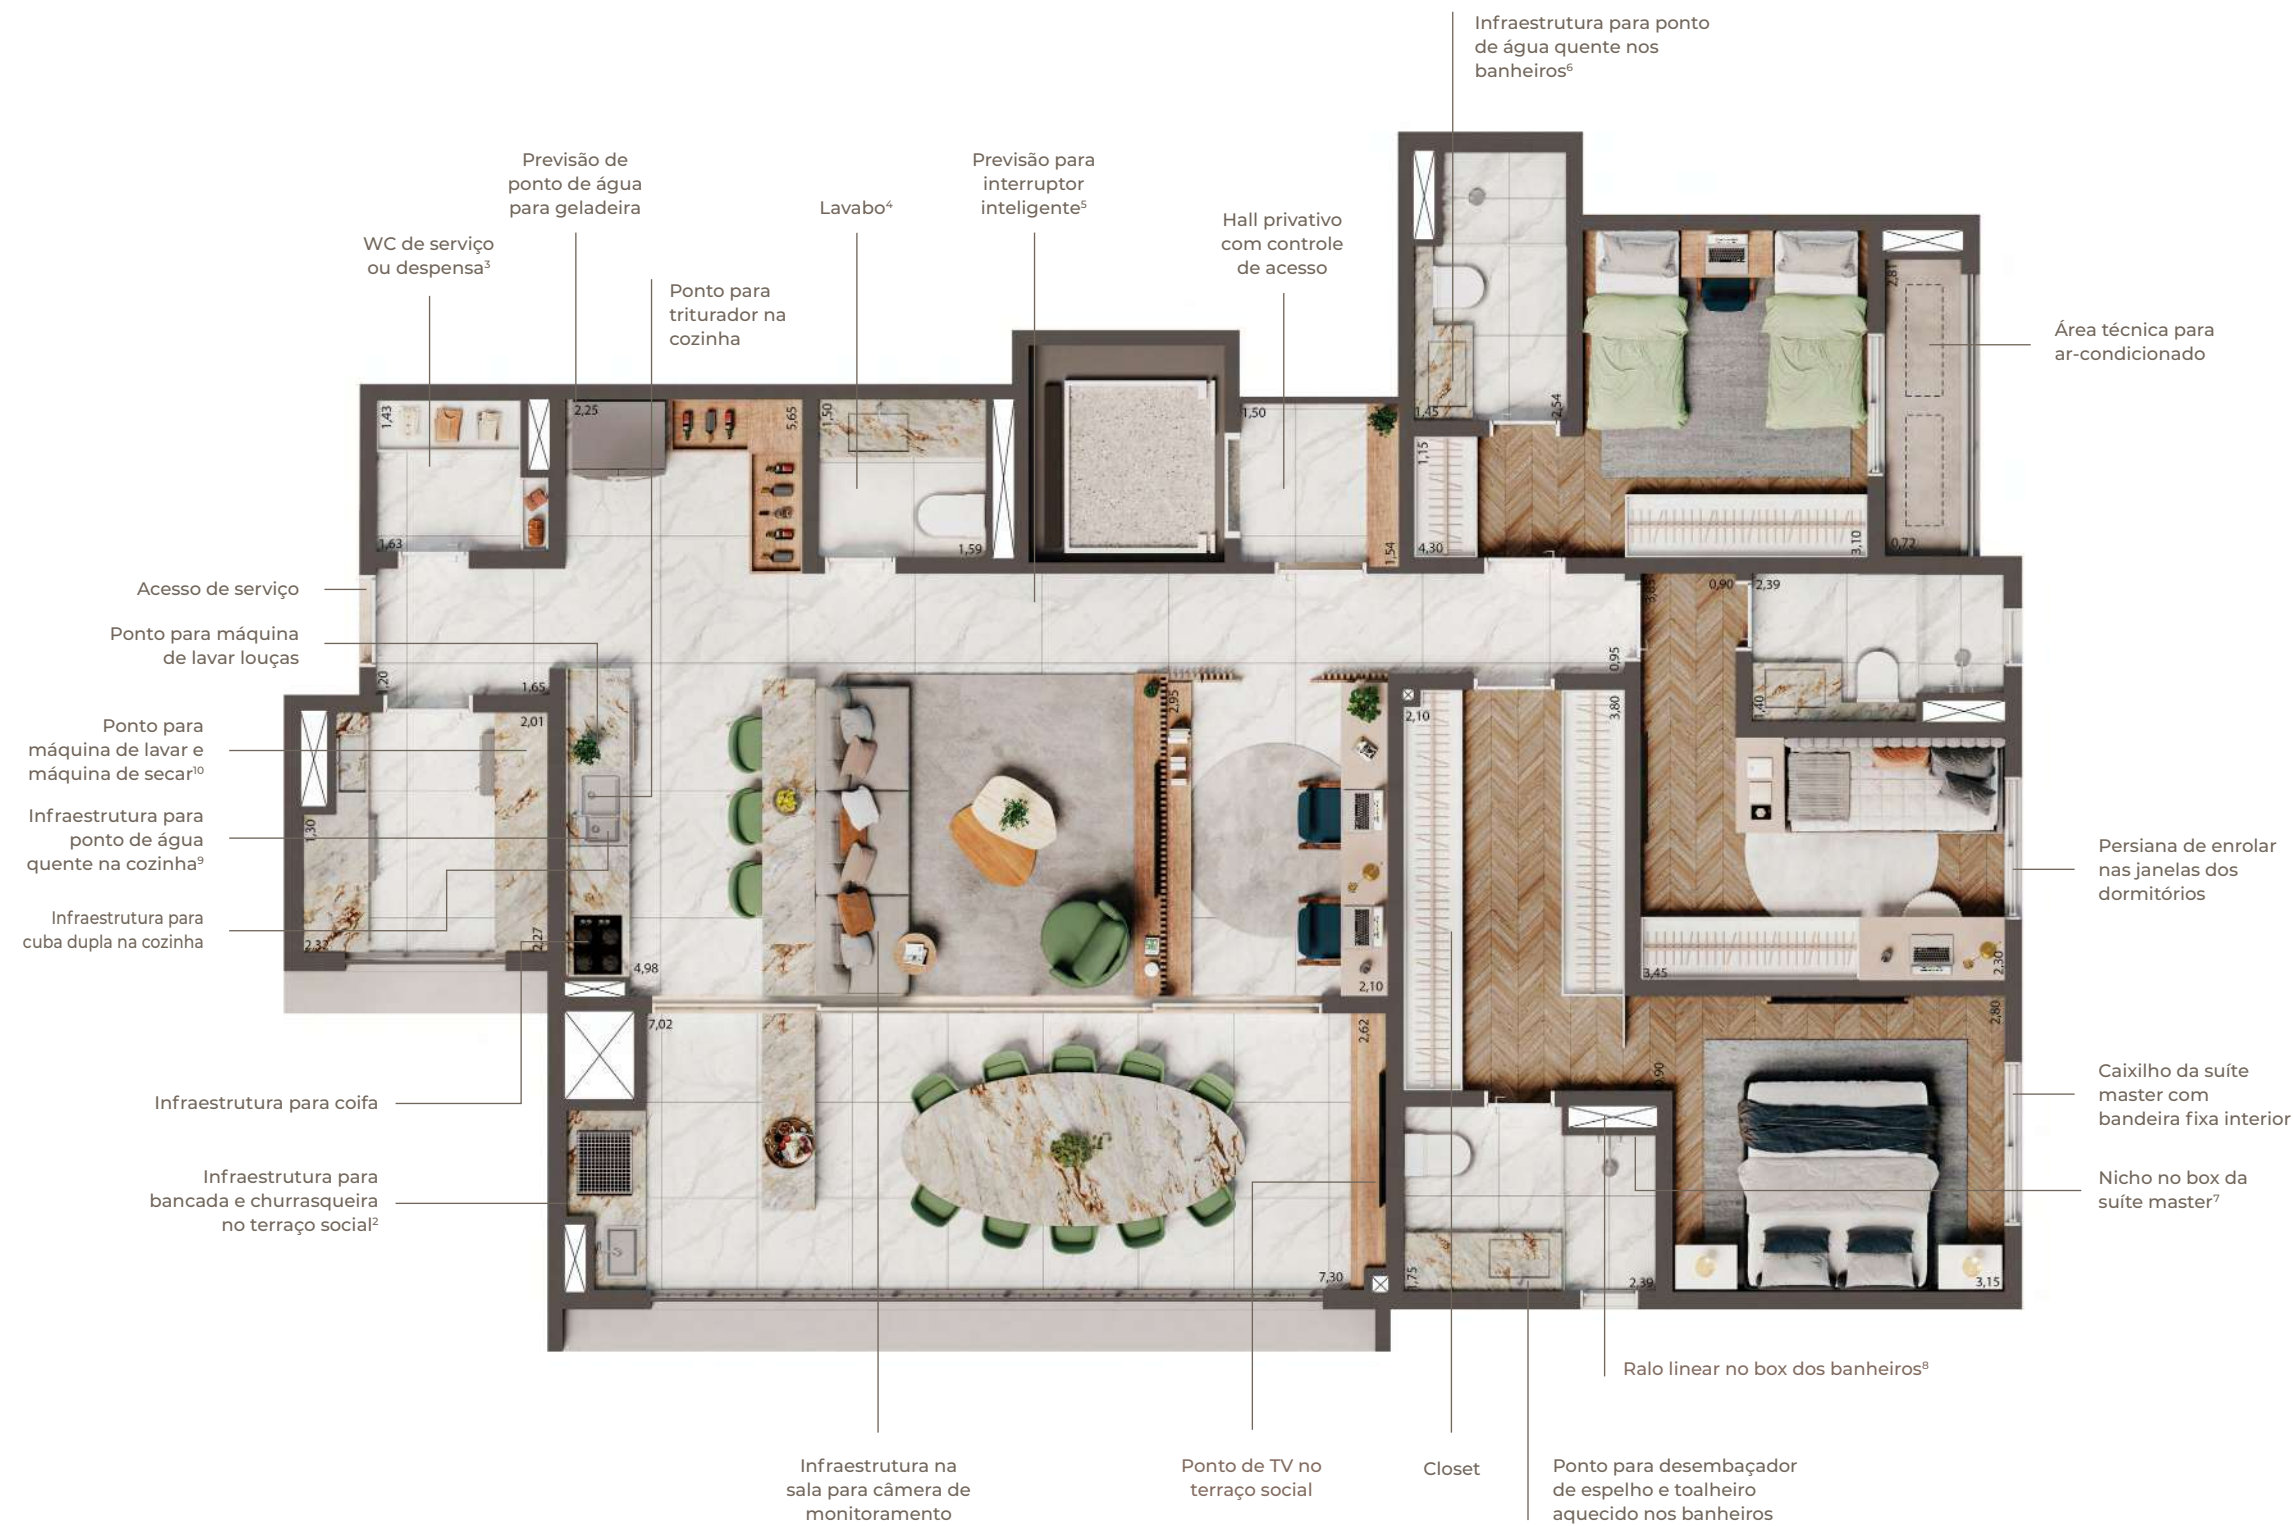 Infraestrutura para ponto
de água quente nos
banheiros⁶
Previsão de
ponto de água
para geladeira
Previsão para
interruptor
inteligente⁵
Lavabo⁴
Hall privativo
com controle
de acesso
WC de serviço
ou despensa³
Ponto para
triturador na
cozinha
Área técnica para
ar-condicionado
2,81
1,43
2,25
5,65
1,50
1,50
1,45
2,54
1,15
1,63
1,59
1,54
4,30
3,10
0,72
Acesso de serviço
3,85
0,90
2,39
Ponto para máquina
de lavar louças
1,20
1,65
0,95
1,40
2,95
3,80
2,10
Ponto para
máquina de lavar e
máquina de secar¹⁰
2,01
Infraestrutura para
ponto de água
quente na cozinha⁹
1,30
Persiana de enrolar
nas janelas dos
dormitórios
Infraestrutura para
cuba dupla na cozinha
2,32
2,27
4,98
2,10
3,45
2,30
7,02
2,62
2,80
0,90
Infraestrutura para coifa
Caixilho da suíte
master com
bandeira fixa interior
Infraestrutura para
bancada e churrasqueira
no terraço social²
Nicho no box da
suíte master⁷
7,30
2,39
3,15
Ralo linear no box dos banheiros⁸
Infraestrutura na
sala para câmera de
monitoramento
Ponto de TV no
terraço social
Closet
Ponto para desembaçador
de espelho e toalheiro
aquecido nos banheiros